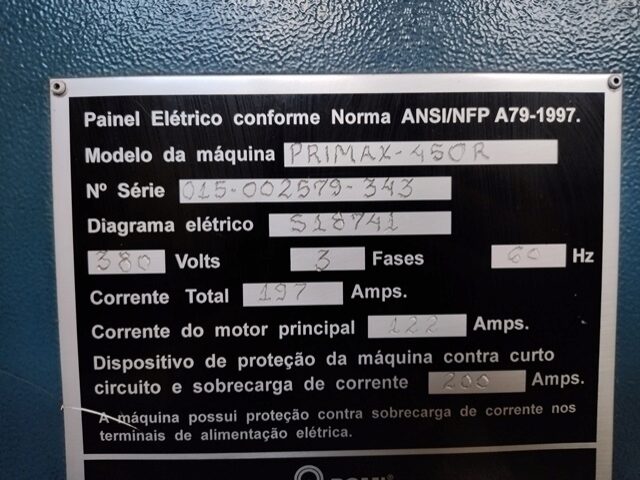 Painel Elétrico conforme Norma ANSI/NFP A79-1997.
Modelo da máquina PRIMAX-450R
Nº Série 015-002579-343
Diagrama elétrico S18741
380 Volts 3 Fases 60 Hz
Corrente Total 197 Amps.
Corrente do motor principal 122 Amps.
Dispositivo de proteção da máquina contra curto
circuito e sobrecarga de corrente 200 Amps.
A máquina possui proteção contra sobrecarga de corrente nos
terminais de alimentação elétrica.